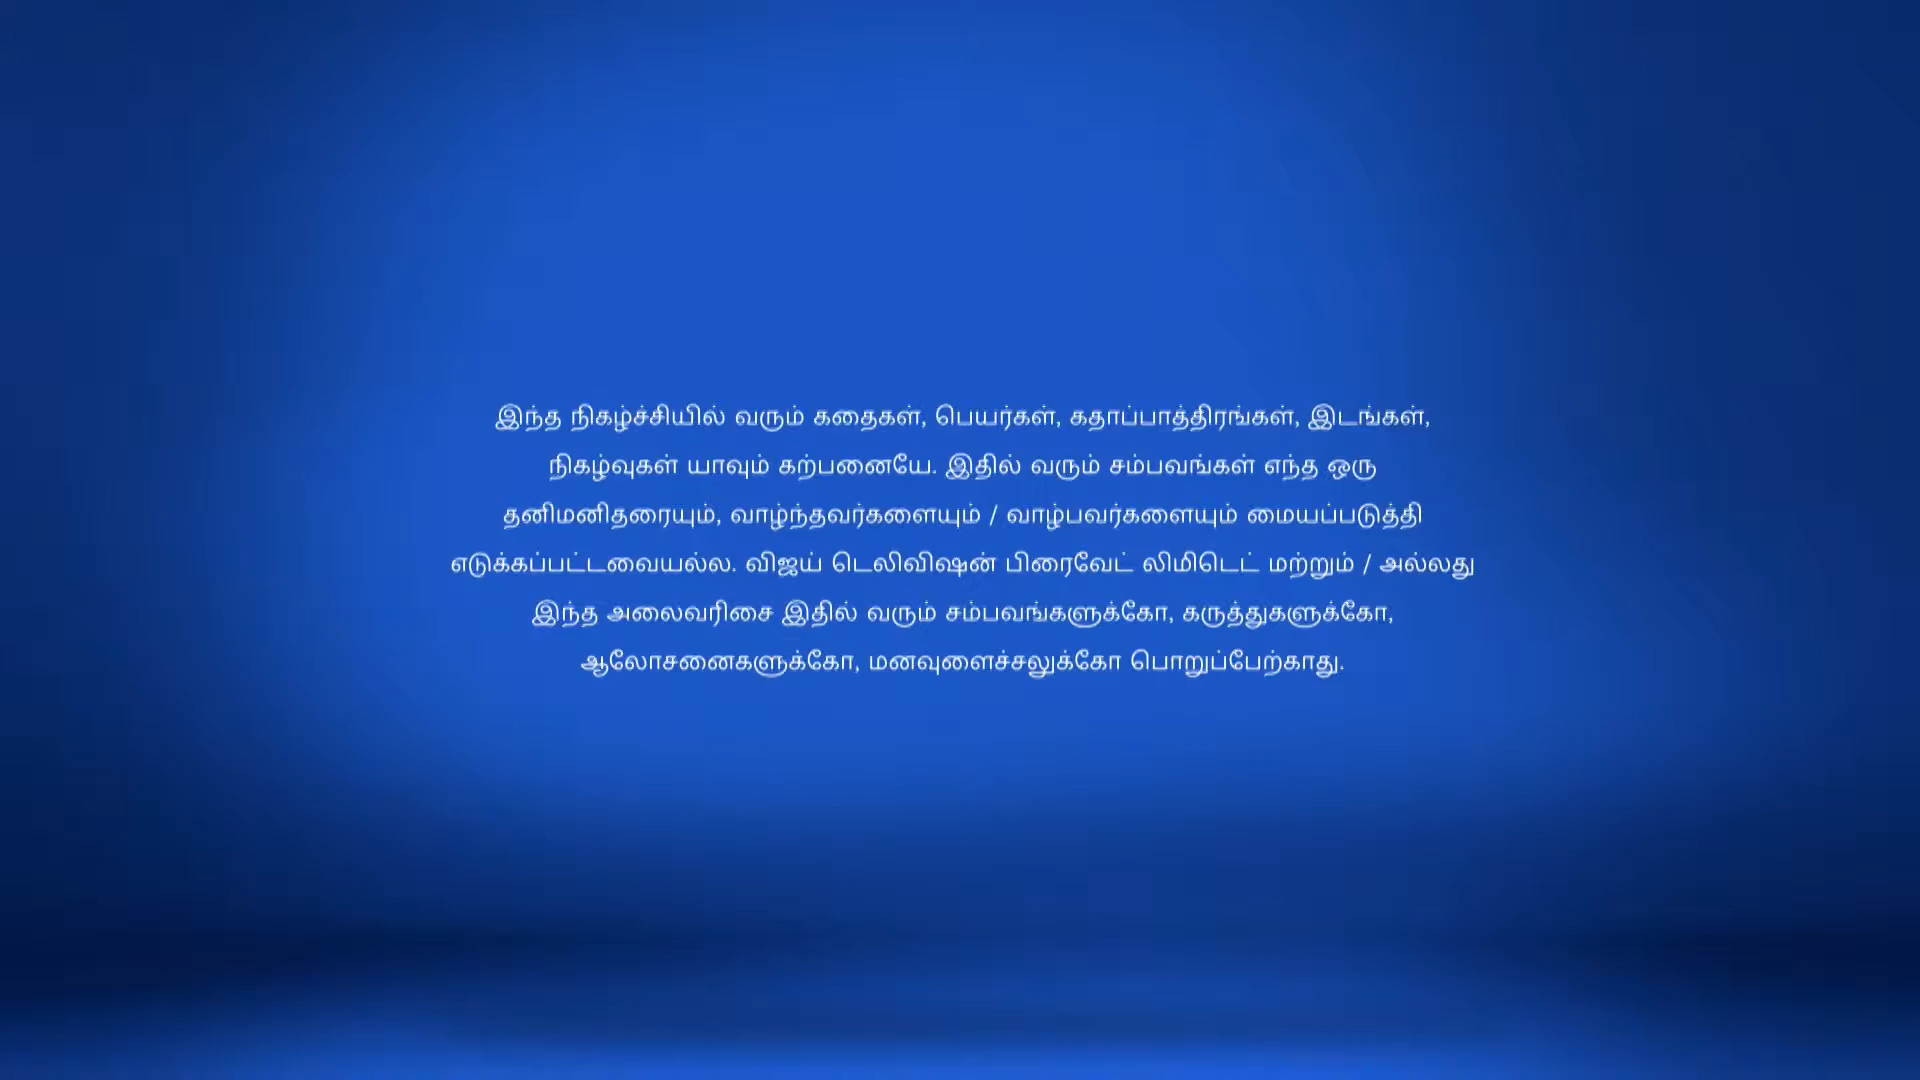 இந்த நிகழ்ச்சியில் வரும் கதைகள், பெயர்கள், கதாப்பாத்திரங்கள், இடங்கள்,
நிகழ்வுகள் யாவும் கற்பனையே. இதில் வரும் சம்பவங்கள் எந்த ஒரு
தனிமனிதரையும், வாழ்ந்தவர்களையும் / வாழ்பவர்களையும் மையப்படுத்தி
எடுக்கப்பட்டவையல்ல. விஜய் டெலிவிஷன் பிரைவேட் லிமிடெட் மற்றும் / அல்லது
இந்த அலைவரிசை இதில் வரும் சம்பவங்களுக்கோ, கருத்துகளுக்கோ,
ஆலோசனைகளுக்கோ, மனவுளைச்சலுக்கோ பொறுப்பேற்காது.